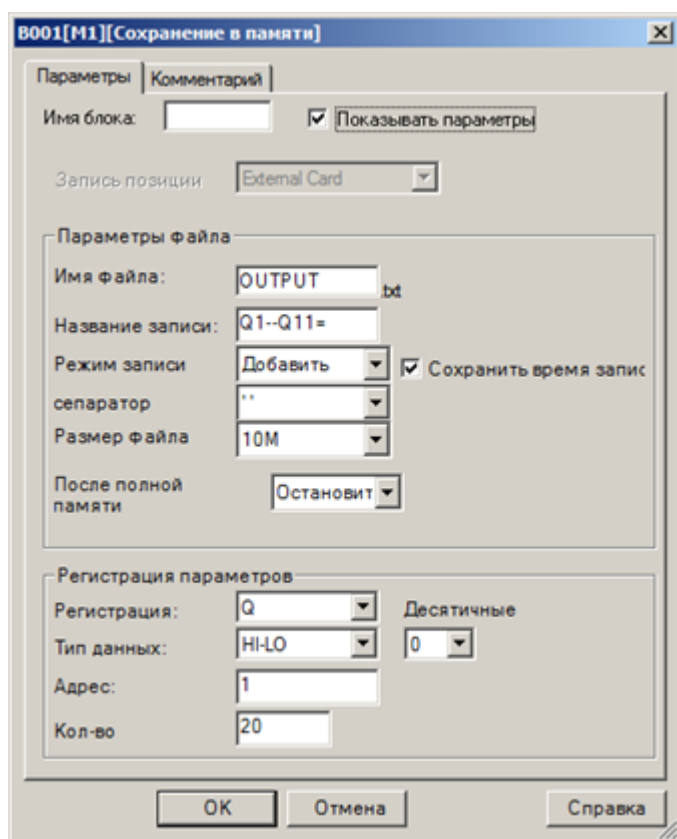 B001[M1][Сохранение в памяти]
Параметры Комментарий
Имя блока: Показывать параметры
Запись позиции External Card
Параметры файла
Имя файла: OUTPUT .txt
Название записи: Q1--Q11=
Режим записи Добавить Сохранить время запис
сепаратор ' '
Размер файла 10M
После полной Остановит
памяти
Регистрация параметров
Регистрация: Q Десятичные
Тип данных: HI-LO 0
Адрес: 1
Кол-во 20
OK Отмена Справка